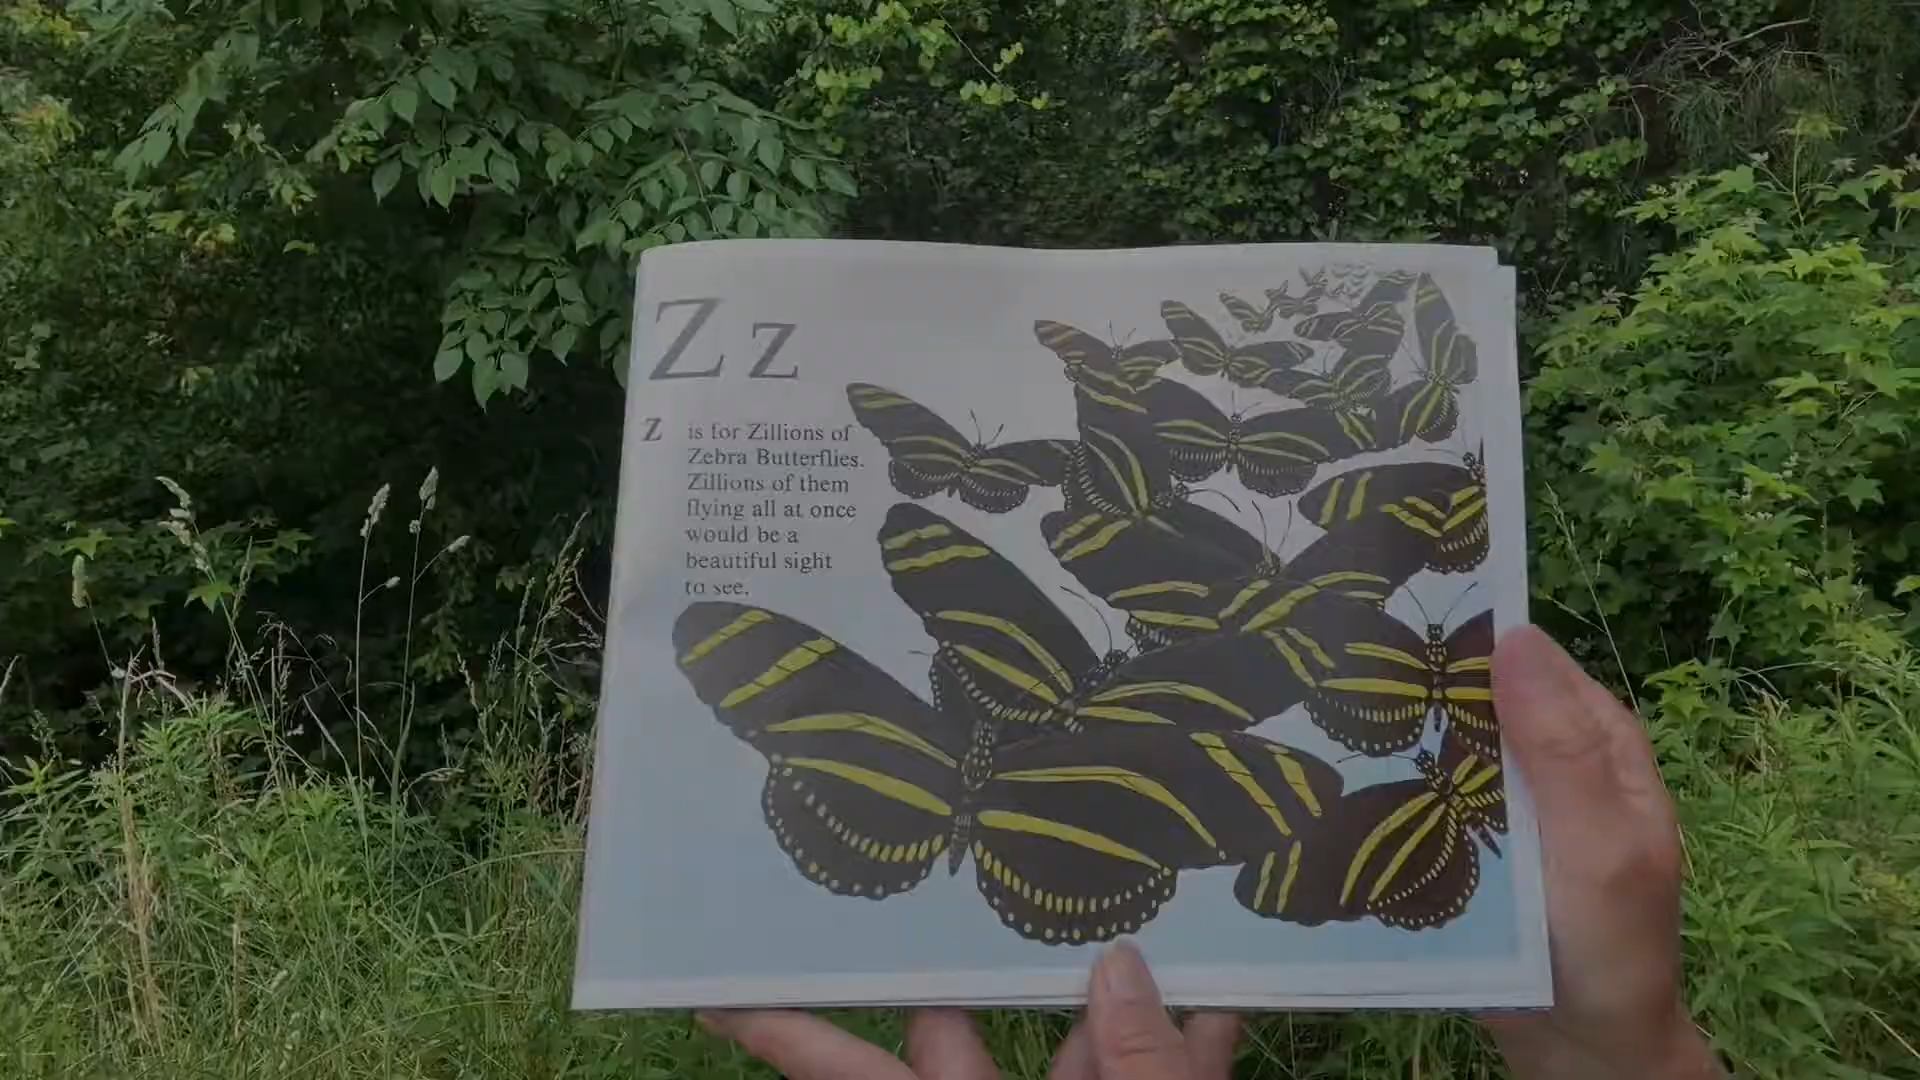 Z z
Z is for Zillions of
Zebra Butterflies.
Zillions of them
flying all at once
would be a
beautiful sight
to see.